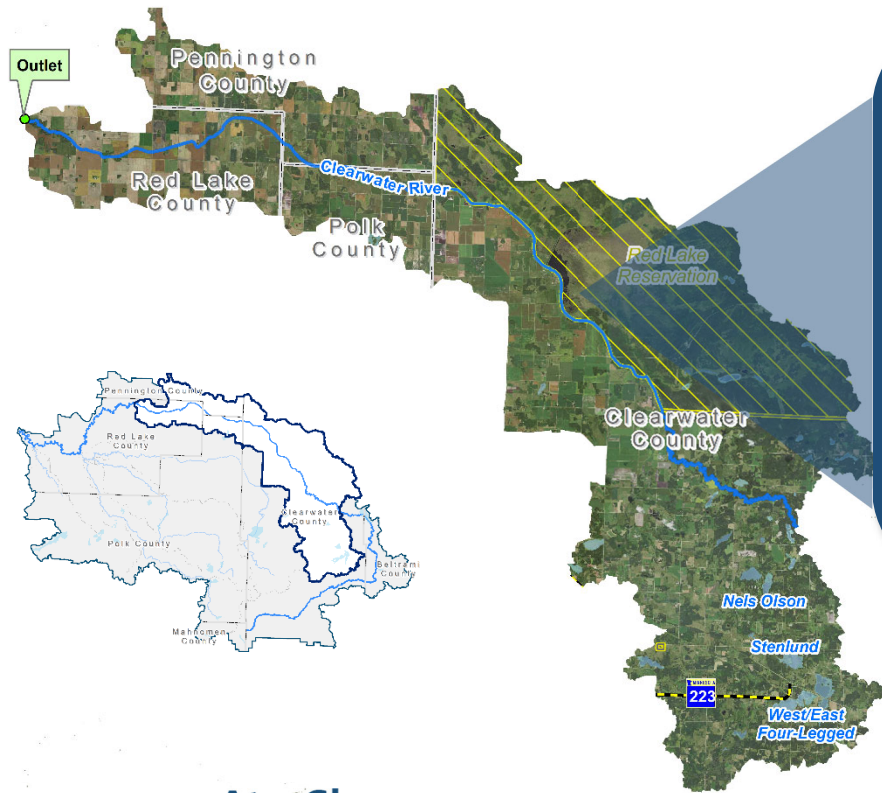 Outlet
Pennington
County
Clearwater River
Red Lake
County
Polk
County
Red Lake
Reservation
Clearwater
County
Pennington County
Red Lake
County
Clearwater
County
Polk County
Beltrami
County
Mahnomen
County
Nels Olson
Stenlund
223
West/East
Four-Legged